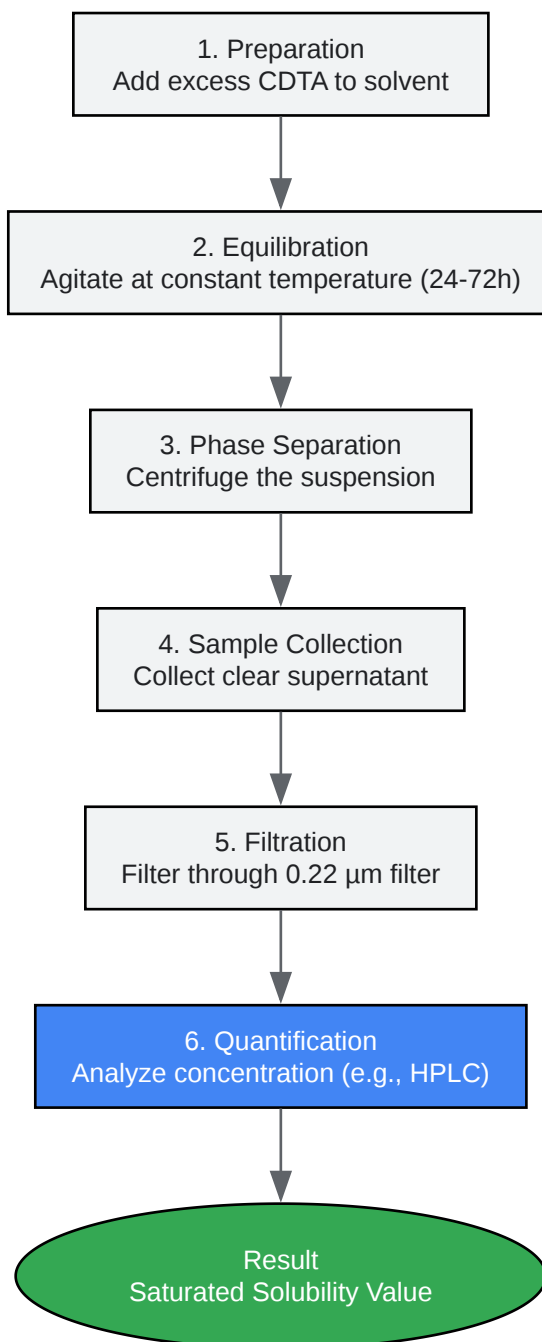 1. Preparation
Add excess CDTA to solvent
2. Equilibration
Agitate at constant temperature (24-72h)
3. Phase Separation
Centrifuge the suspension
4. Sample Collection
Collect clear supernatant
5. Filtration
Filter through 0.22 µm filter
6. Quantification
Analyze concentration (e.g., HPLC)
Result
Saturated Solubility Value